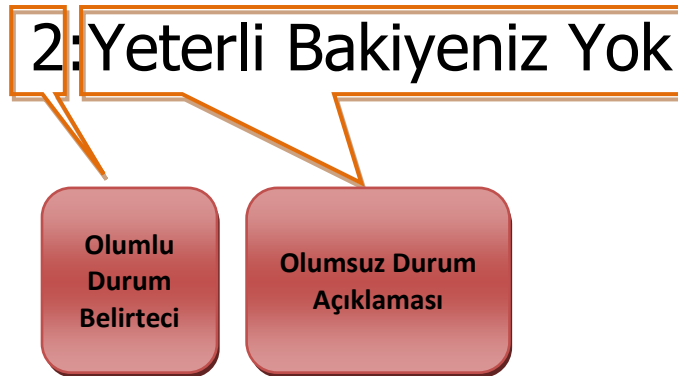 2:Yeterli Bakiyeniz Yok
Olumlu
Durum
Belirteci
Olumsuz Durum
Açıklaması